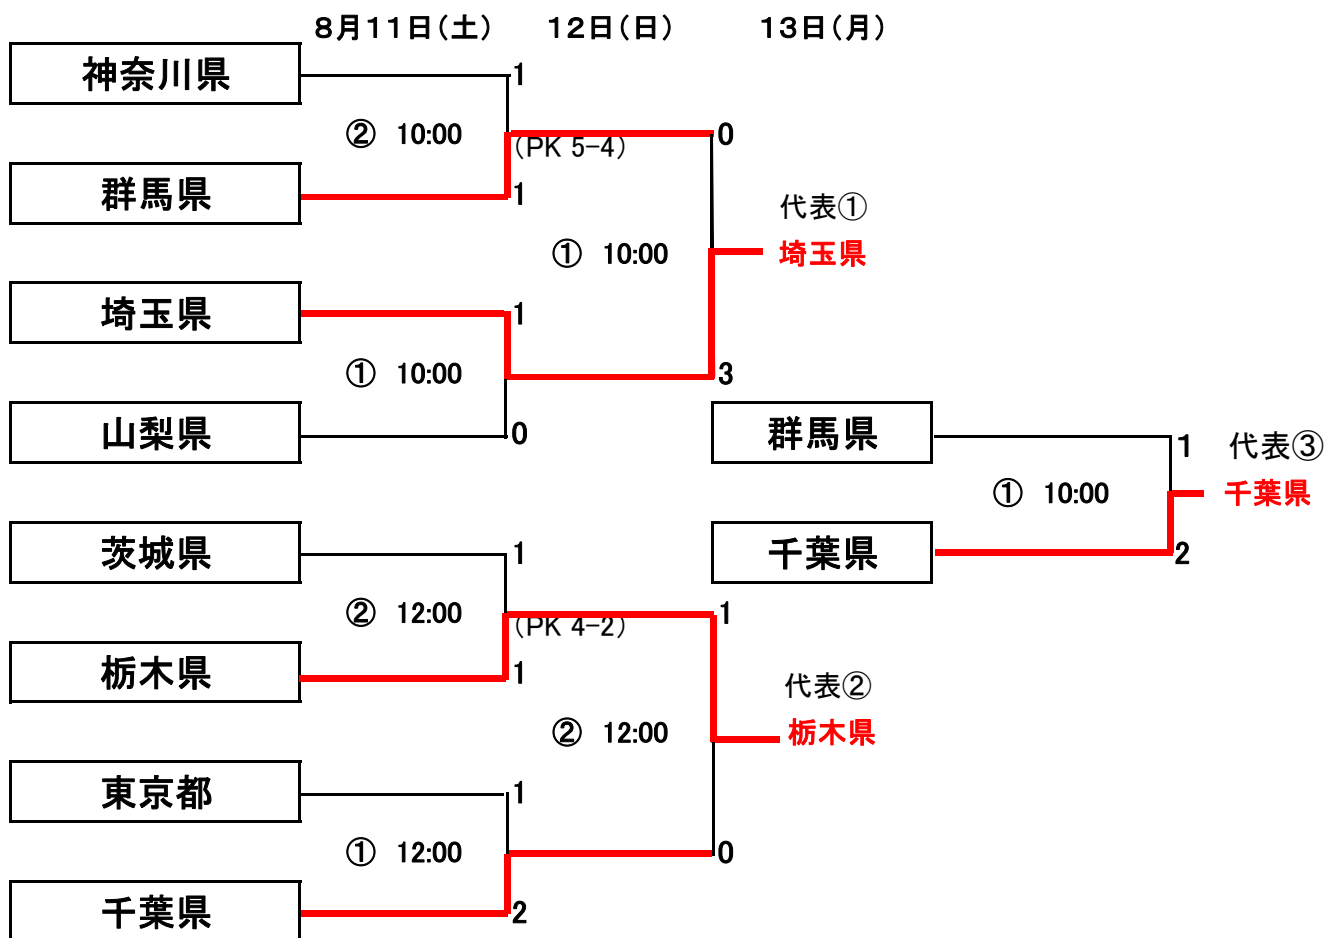 8月11日(土) 12日(日) 13日(月)
神奈川県 1
② 10:00 (PK 5-4) 0
群馬県 1
代表①
① 10:00 埼玉県
埼玉県 1
① 10:00 3
山梨県 0 群馬県 1 代表③
① 10:00 千葉県
茨城県 1 千葉県 2
② 12:00 (PK 4-2) 1
栃木県 1
代表②
② 12:00 栃木県
東京都 1
① 12:00 0
千葉県 2